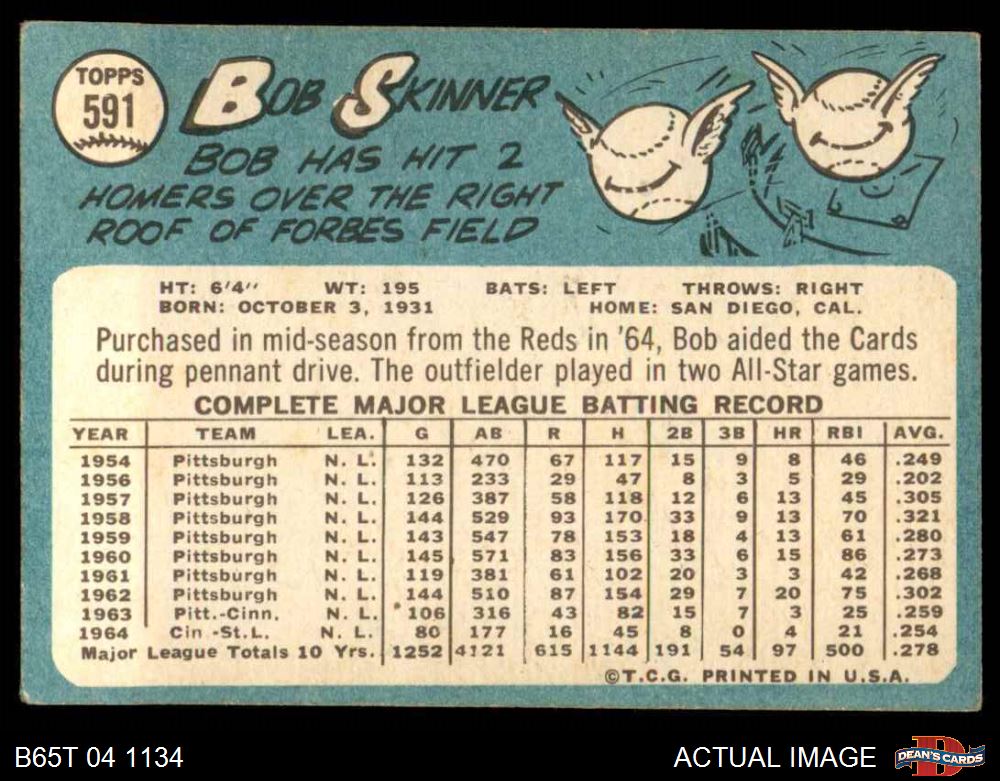 TOPPS
591
BOB SKINNER
BOB HAS HIT 2
HOMERS OVER THE RIGHT
ROOF OF FORBES FIELD
HT: 6'4" WT: 195 BATS: LEFT THROWS: RIGHT
BORN: OCTOBER 3, 1931 HOME: SAN DIEGO, CAL.
Purchased in mid-season from the Reds in '64, Bob aided the Cards
during pennant drive. The outfielder played in two All-Star games.
COMPLETE MAJOR LEAGUE BATTING RECORD
YEAR TEAM LEA. G AB R H 2B 3B HR RBI AVG.
1954 Pittsburgh N. L. 132 470 67 117 15 9 8 46 .249
1956 Pittsburgh N. L. 113 233 29 47 8 3 5 29 .202
1957 Pittsburgh N. L. 126 387 58 118 12 6 13 45 .305
1958 Pittsburgh N. L. 144 529 93 170 33 9 13 70 .321
1959 Pittsburgh N. L. 143 547 78 153 18 4 13 61 .280
1960 Pittsburgh N. L. 145 571 83 156 33 6 15 86 .273
1961 Pittsburgh N. L. 119 381 61 102 20 3 3 42 .268
1962 Pittsburgh N. L. 144 510 87 154 29 7 20 75 .302
1963 Pitt.-Cinn. N. L. 106 316 43 82 15 7 3 25 .259
1964 Cin -St.L. N. L. 80 177 16 45 8 0 4 21 .254
Major League Totals 10 Yrs. 1252 4121 615 1144 191 54 97 500 .278
©T.C.G. PRINTED IN U.S.A.
B65T 04 1134 ACTUAL IMAGE DEAN'S CARDS